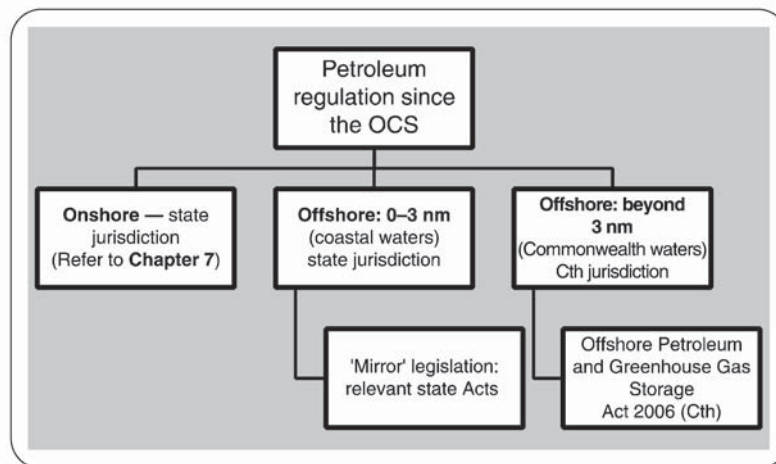 Petroleum
regulation since
the OCS
Onshore — state
jurisdiction
(Refer to Chapter 7)
Offshore: 0–3 nm
(coastal waters)
state jurisdiction
Offshore: beyond
3 nm
(Commonwealth waters)
Cth jurisdiction
'Mirror' legislation:
relevant state Acts
Offshore Petroleum
and Greenhouse Gas
Storage
Act 2006 (Cth)